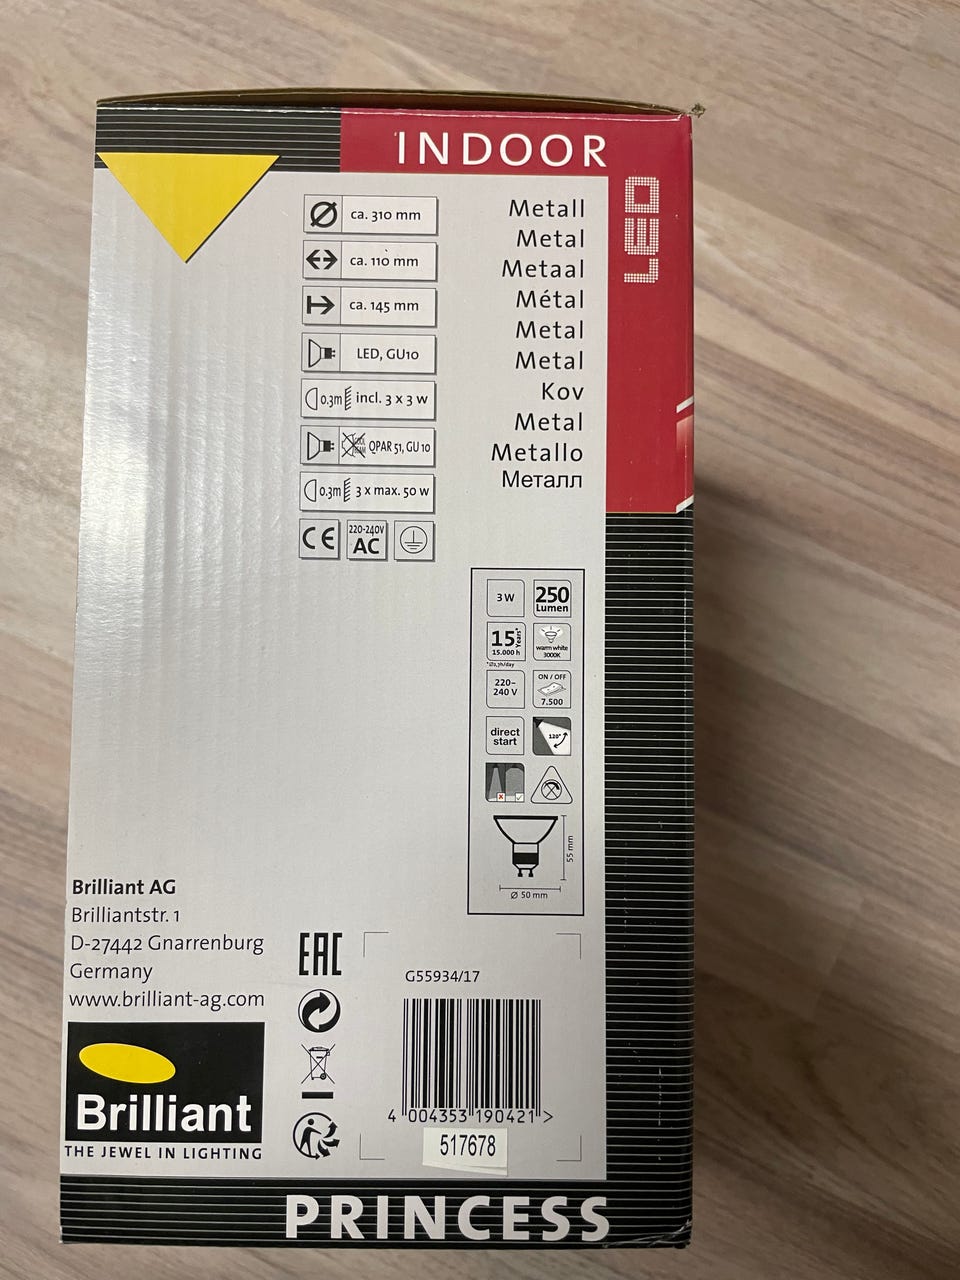 INDOOR
LED
ca. 310 mm
ca. 110 mm
ca. 145 mm
LED, GU10
0.3m incl. 3 x 3 w
QPAR 51, GU 10
0.3m 3 x max. 50 w
CE 220-240V AC
Metall
Metal
Metaal
Métal
Metal
Metal
Kov
Metal
Metallo
Металл
3 W
250 Lumen
15 Years*
15.000 h
warm white
3000K
220-
240 V
ON / OFF
7.500
direct
start
120°
55 mm
Ø 50 mm
Brilliant AG
Brilliantstr. 1
D-27442 Gnarrenburg
Germany
www.brilliant-ag.com
Brilliant
THE JEWEL IN LIGHTING
EAC
G55934/17
4 004353 190421 >
517678
PRINCESS